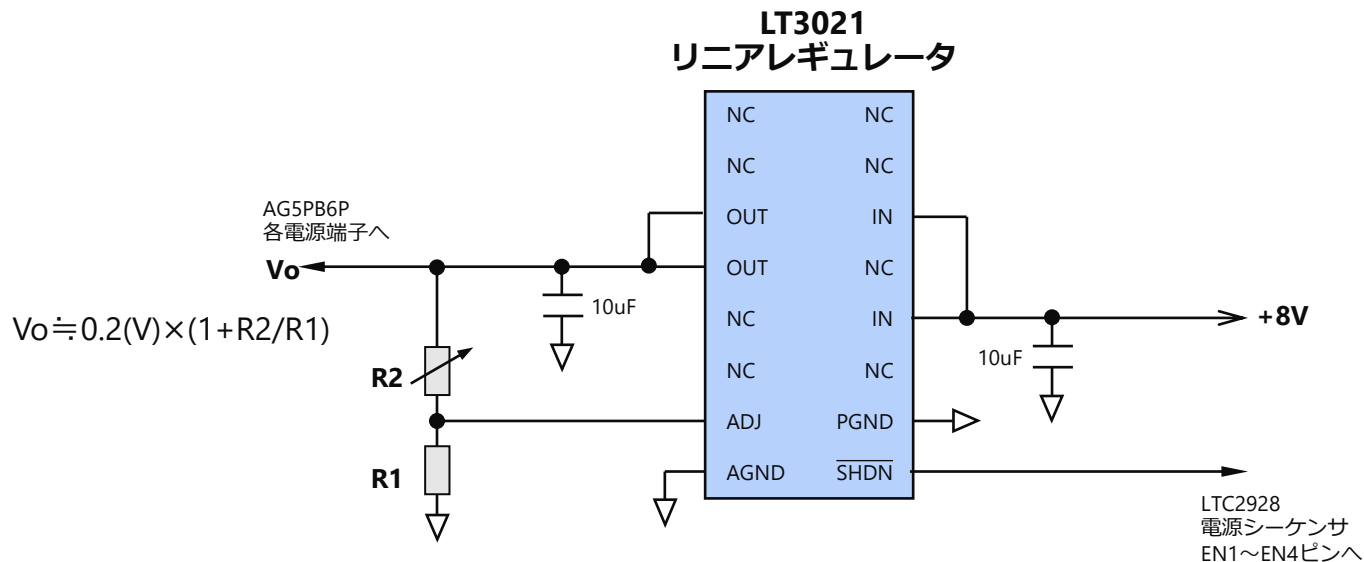 LT3021
リニアレギュレータ
NC NC
NC NC
AG5PB6P
各電源端子へ
OUT IN
Vo OUT NC
10uF
Vo≒0.2(V)×(1+R2/R1)
NC IN +8V
10uF
R2 NC NC
ADJ PGND
R1 AGND SHDN
LTC2928
電源シーケンサ
EN1～EN4ピンへ